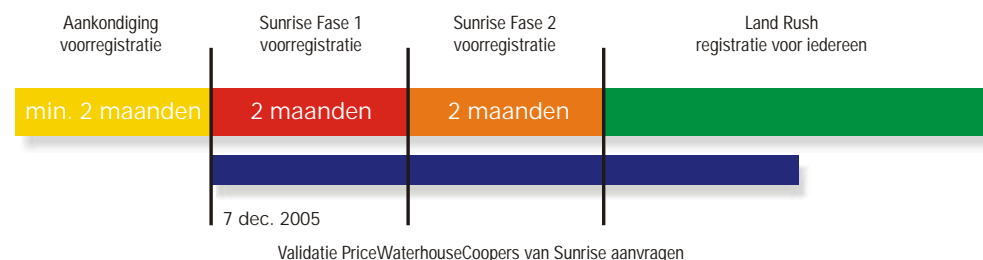 Aankondiging
voorregistratie
Sunrise Fase 1
voorregistratie
Sunrise Fase 2
voorregistratie
Land Rush
registratie voor iedereen
min. 2 maanden
2 maanden
2 maanden
7 dec. 2005
Validatie PriceWaterhouseCoopers van Sunrise aanvragen